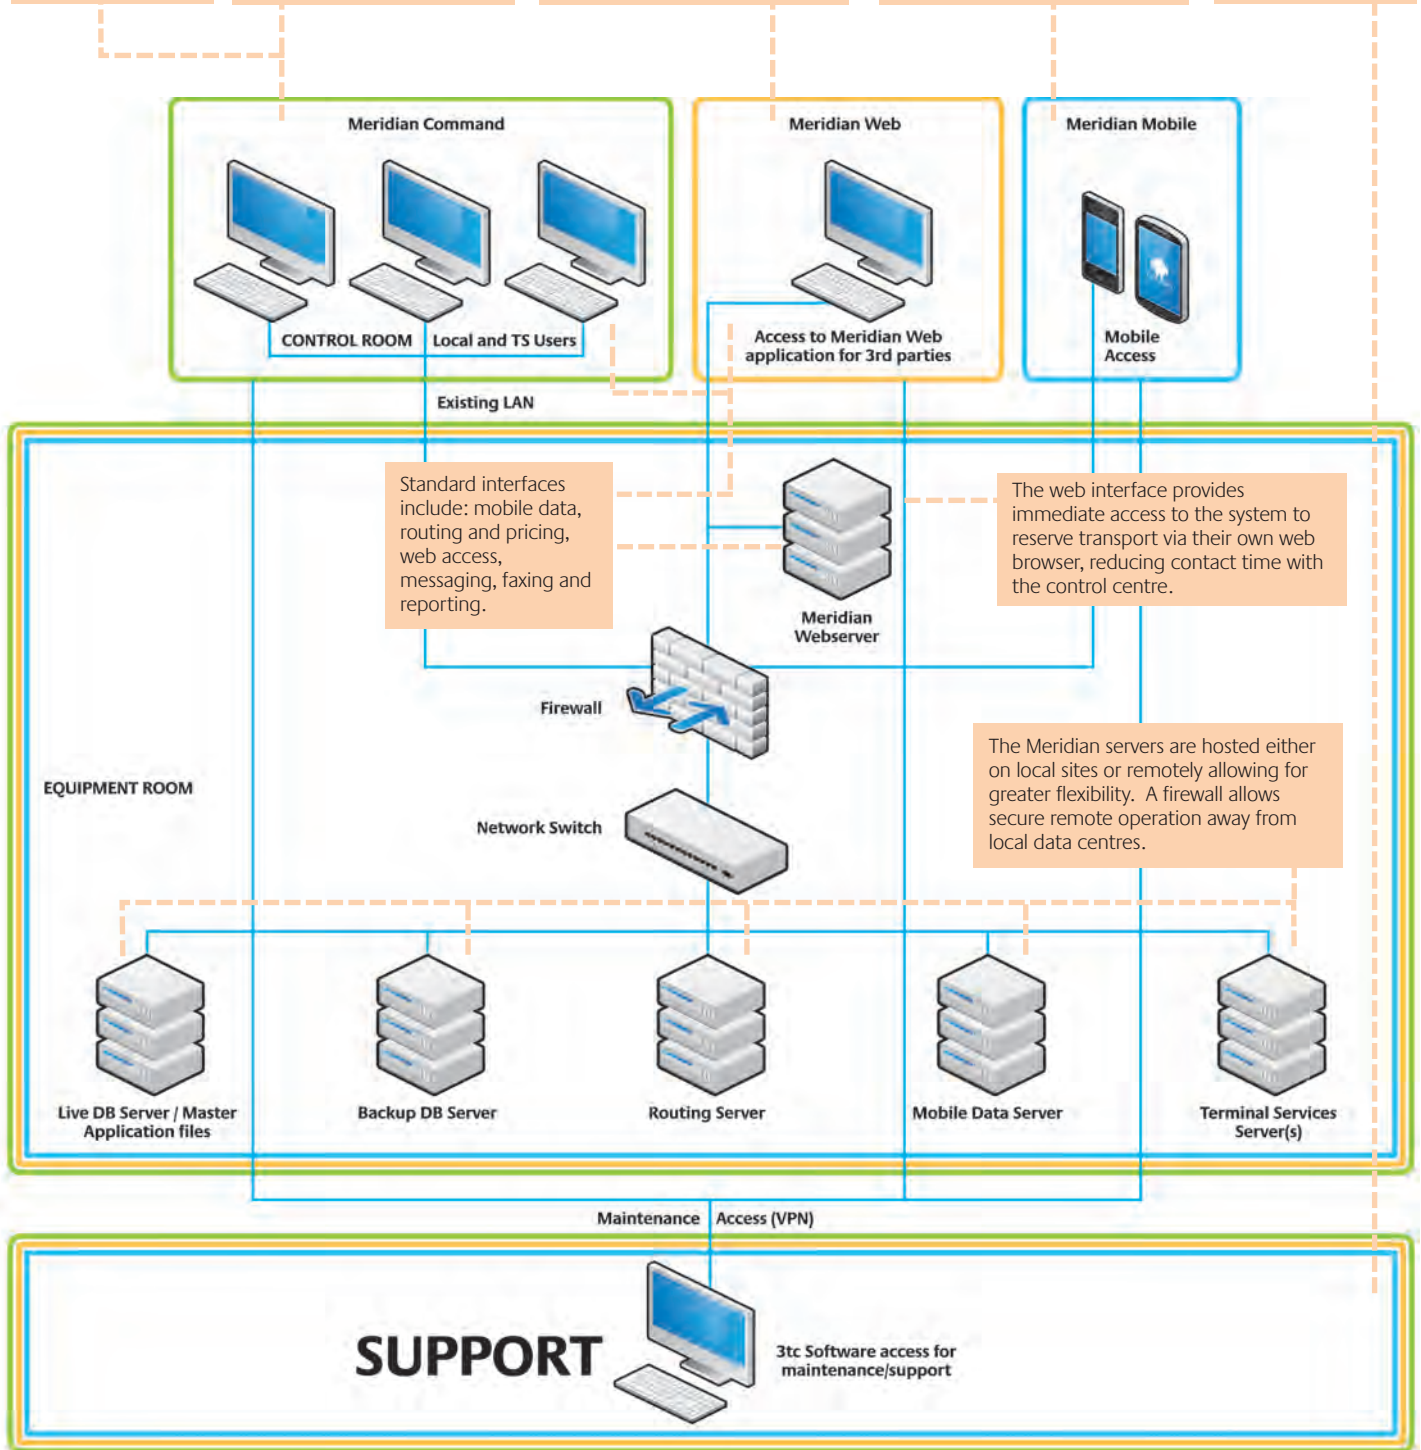 Meridian Command
Meridian Web
Meridian Mobile
CONTROL ROOM
Local and TS Users
Access to Meridian Web
application for 3rd parties
Mobile
Access
Existing LAN
Standard interfaces
include: mobile data,
routing and pricing,
web access,
messaging, faxing and
reporting.
The web interface provides
immediate access to the system to
reserve transport via their own web
browser, reducing contact time with
the control centre.
Meridian
Webserver
Firewall
The Meridian servers are hosted either
on local sites or remotely allowing for
greater flexibility. A firewall allows
secure remote operation away from
local data centres.
EQUIPMENT ROOM
Network Switch
Live DB Server / Master
Application files
Backup DB Server
Routing Server
Mobile Data Server
Terminal Services
Server(s)
Maintenance
Access (VPN)
SUPPORT
3tc Software access for
maintenance/support